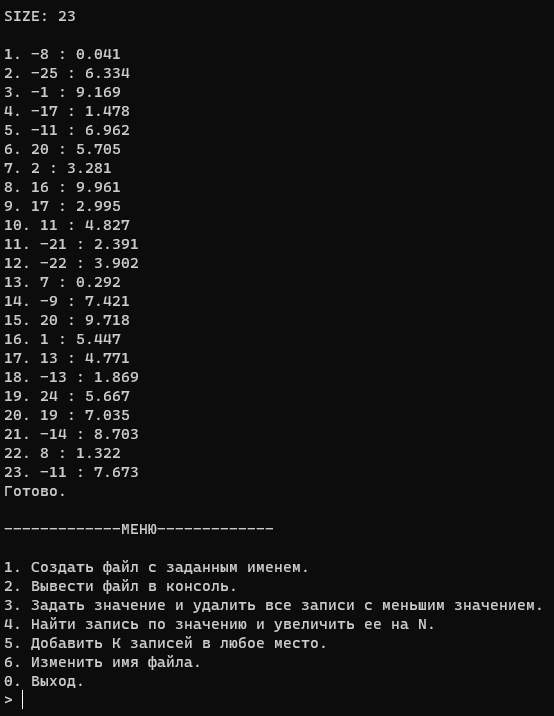 SIZE: 23
1. -8 : 0.041
2. -25 : 6.334
3. -1 : 9.169
4. -17 : 1.478
5. -11 : 6.962
6. 20 : 5.705
7. 2 : 3.281
8. 16 : 9.961
9. 17 : 2.995
10. 11 : 4.827
11. -21 : 2.391
12. -22 : 3.902
13. 7 : 0.292
14. -9 : 7.421
15. 20 : 9.718
16. 1 : 5.447
17. 13 : 4.771
18. -13 : 1.869
19. 24 : 5.667
20. 19 : 7.035
21. -14 : 8.703
22. 8 : 1.322
23. -11 : 7.673
Готово.
-------------МЕНЮ-------------
1. Создать файл с заданным именем.
2. Вывести файл в консоль.
3. Задать значение и удалить все записи с меньшим значением.
4. Найти запись по значению и увеличить ее на N.
5. Добавить К записей в любое место.
6. Изменить имя файла.
0. Выход.
>